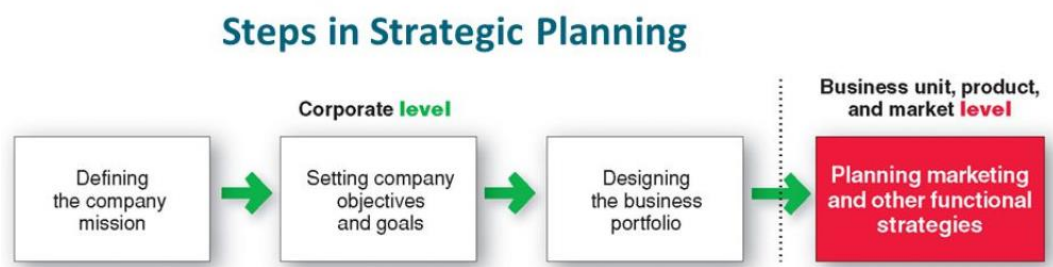 Steps in Strategic Planning
Corporate level
Business unit, product,
and market level
Defining
the company
mission
Setting company
objectives
and goals
Designing
the business
portfolio
Planning marketing
and other functional
strategies